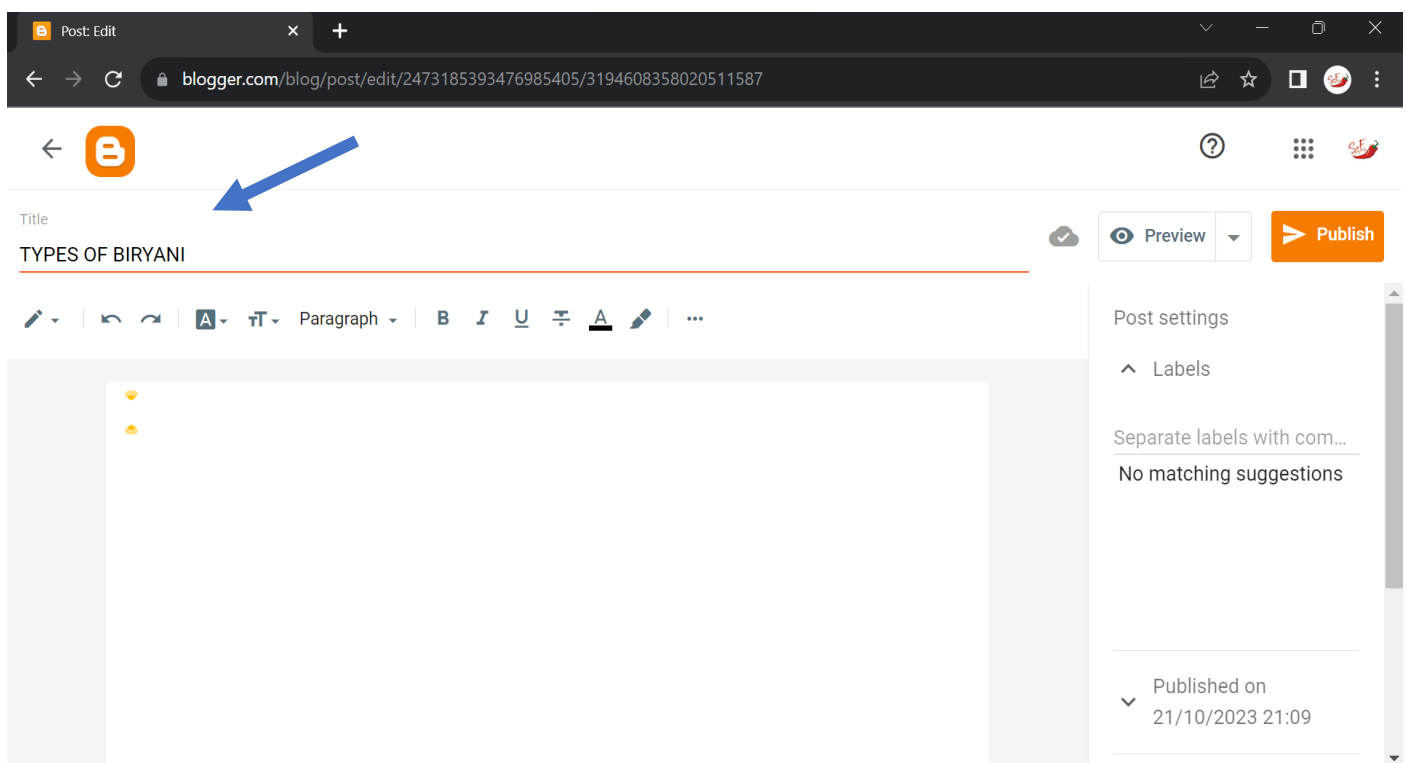 Post: Edit
blogger.com/blog/post/edit/2473185393476985405/3194608358020511587
Title
TYPES OF BIRYANI
Preview
Publish
Paragraph
B I U A
Post settings
Labels
Separate labels with com...
No matching suggestions
Published on
21/10/2023 21:09